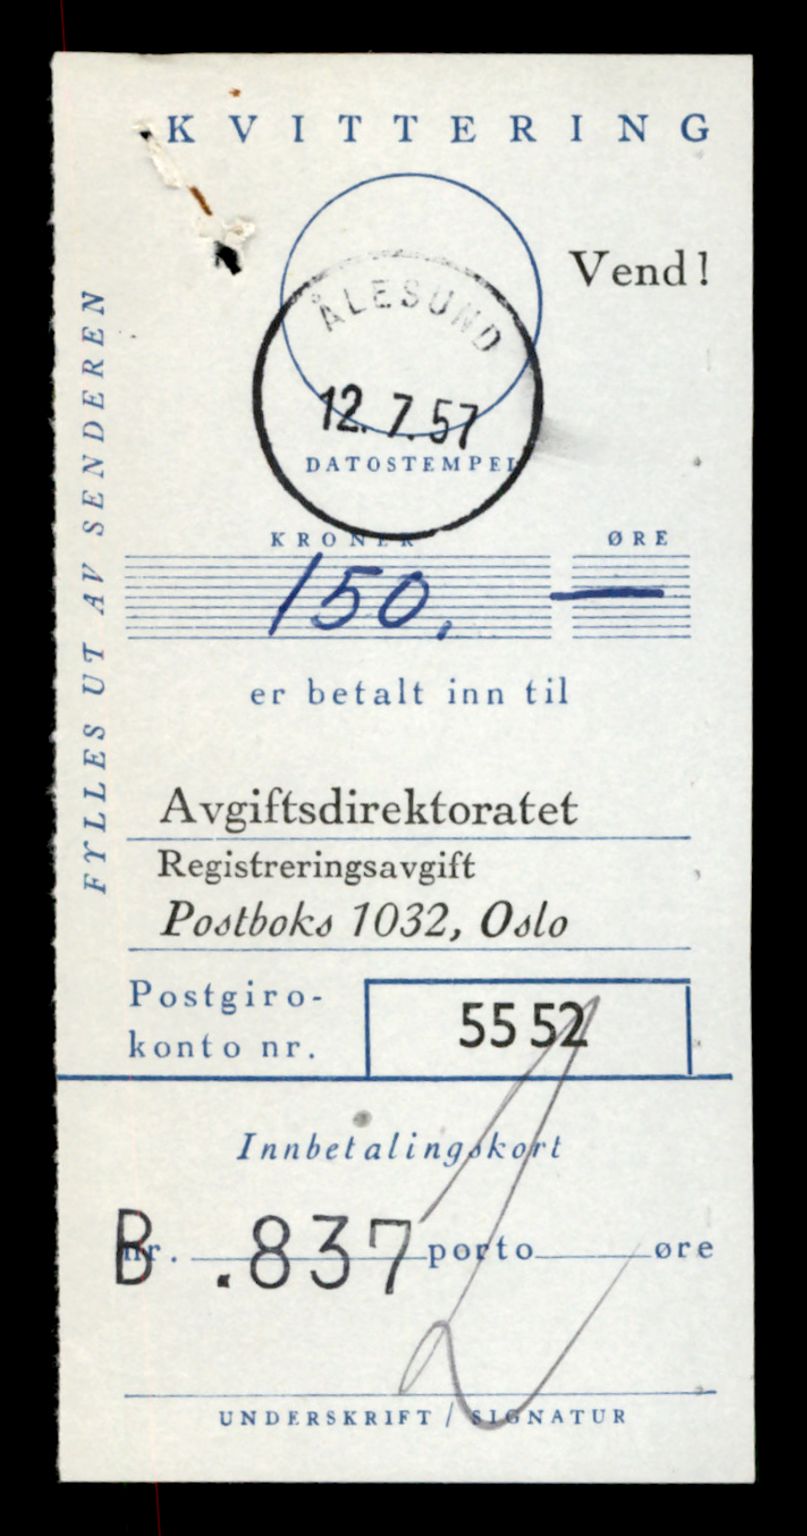 KVITTERING
Vend!
ÅLESUND
12. 7. 57
DATOSTEMPEL
KRONER ØRE
150, —
er betalt inn til
Avgiftsdirektoratet
Registreringsavgift
Postboks 1032, Oslo
Postgiro-
konto nr.
5552
Innbetalingskort
nr. B .837 porto øre
UNDERSKRIFT / SIGNATUR
FYLLES UT AV SENDEREN